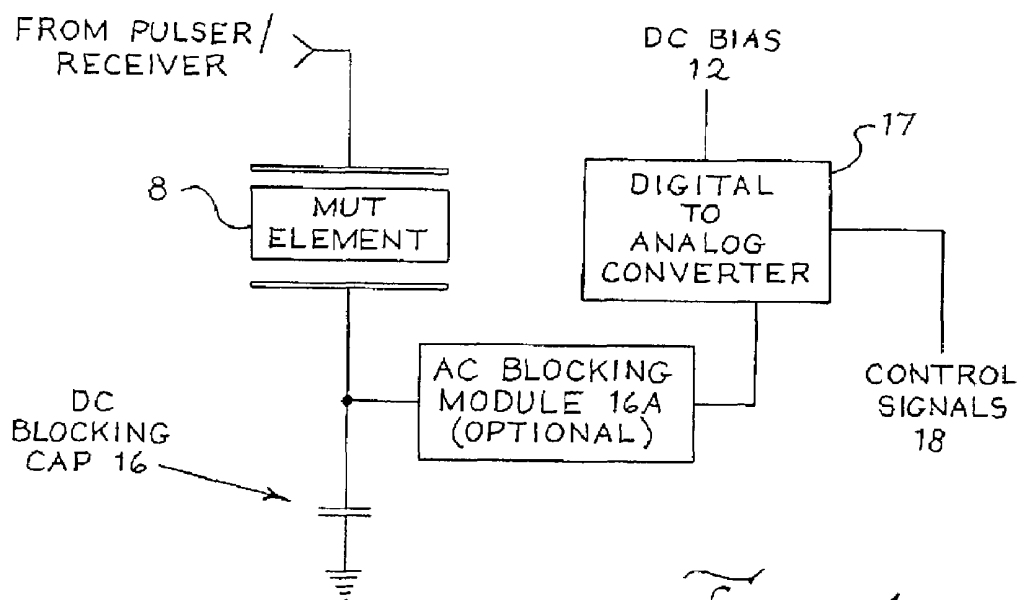 FROM PULSER/
RECEIVER
DC BIAS
12
17
8
MUT
ELEMENT
DIGITAL
TO
ANALOG
CONVERTER
AC BLOCKING
MODULE 16A
(OPTIONAL)
CONTROL
SIGNALS
18
DC
BLOCKING
CAP 16